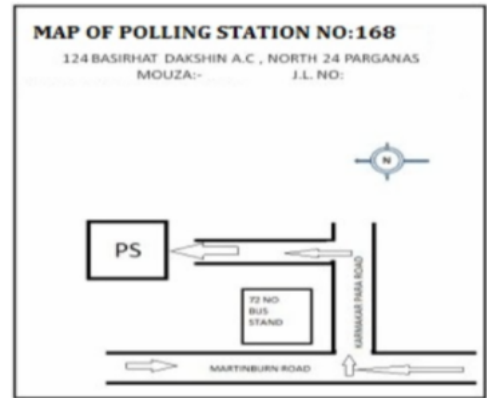 MAP OF POLLING STATION NO:168
124 BASIRHAT DAKSHIN A.C , NORTH 24 PARGANAS
MOUZA:- J.L. NO:
N
PS
KARMAKAR PARA ROAD
72 NO
BUS
STAND
MARTINBURN ROAD